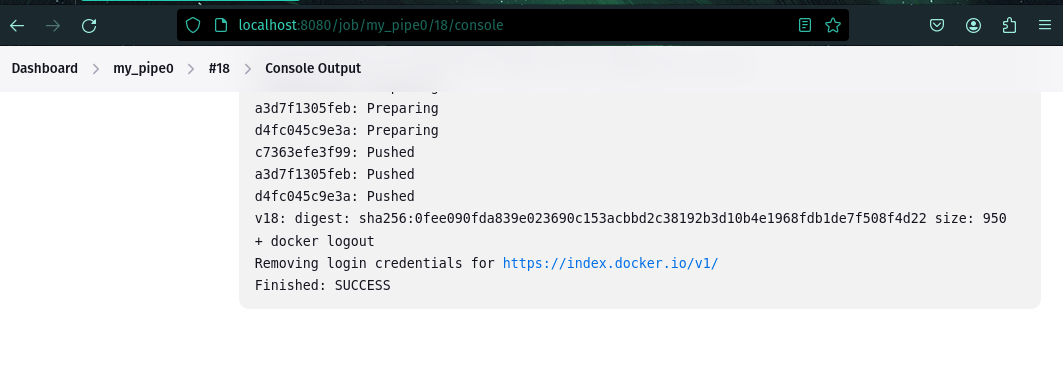 localhost:8080/job/my_pipe0/18/console
Dashboard > my_pipe0 > #18 > Console Output
a3d7f1305feb: Preparing
d4fc045c9e3a: Preparing
c7363efe3f99: Pushed
a3d7f1305feb: Pushed
d4fc045c9e3a: Pushed
v18: digest: sha256:0fee090fda839e023690c153acbbd2c38192b3d10b4e1968fdb1de7f508f4d22 size: 950
+ docker logout
Removing login credentials for https://index.docker.io/v1/
Finished: SUCCESS